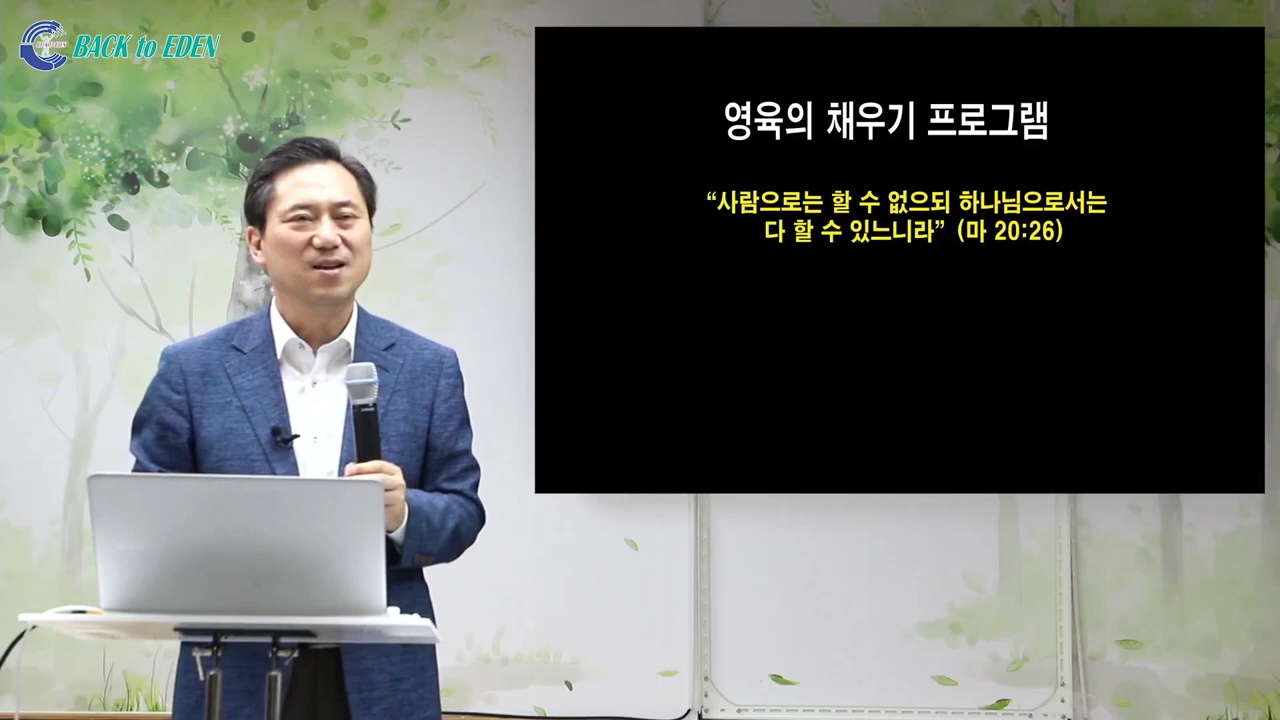 BACK to EDEN
영육의 채우기 프로그램
“사람으로는 할 수 없으되 하나님으로서는
다 할 수 있느니라” (마 20:26)